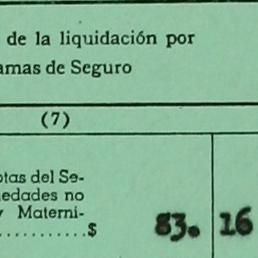 de la liquidación por
amas de Seguro
(7)
otas del Se-
edades no
y Materni-
............$ 83. 16